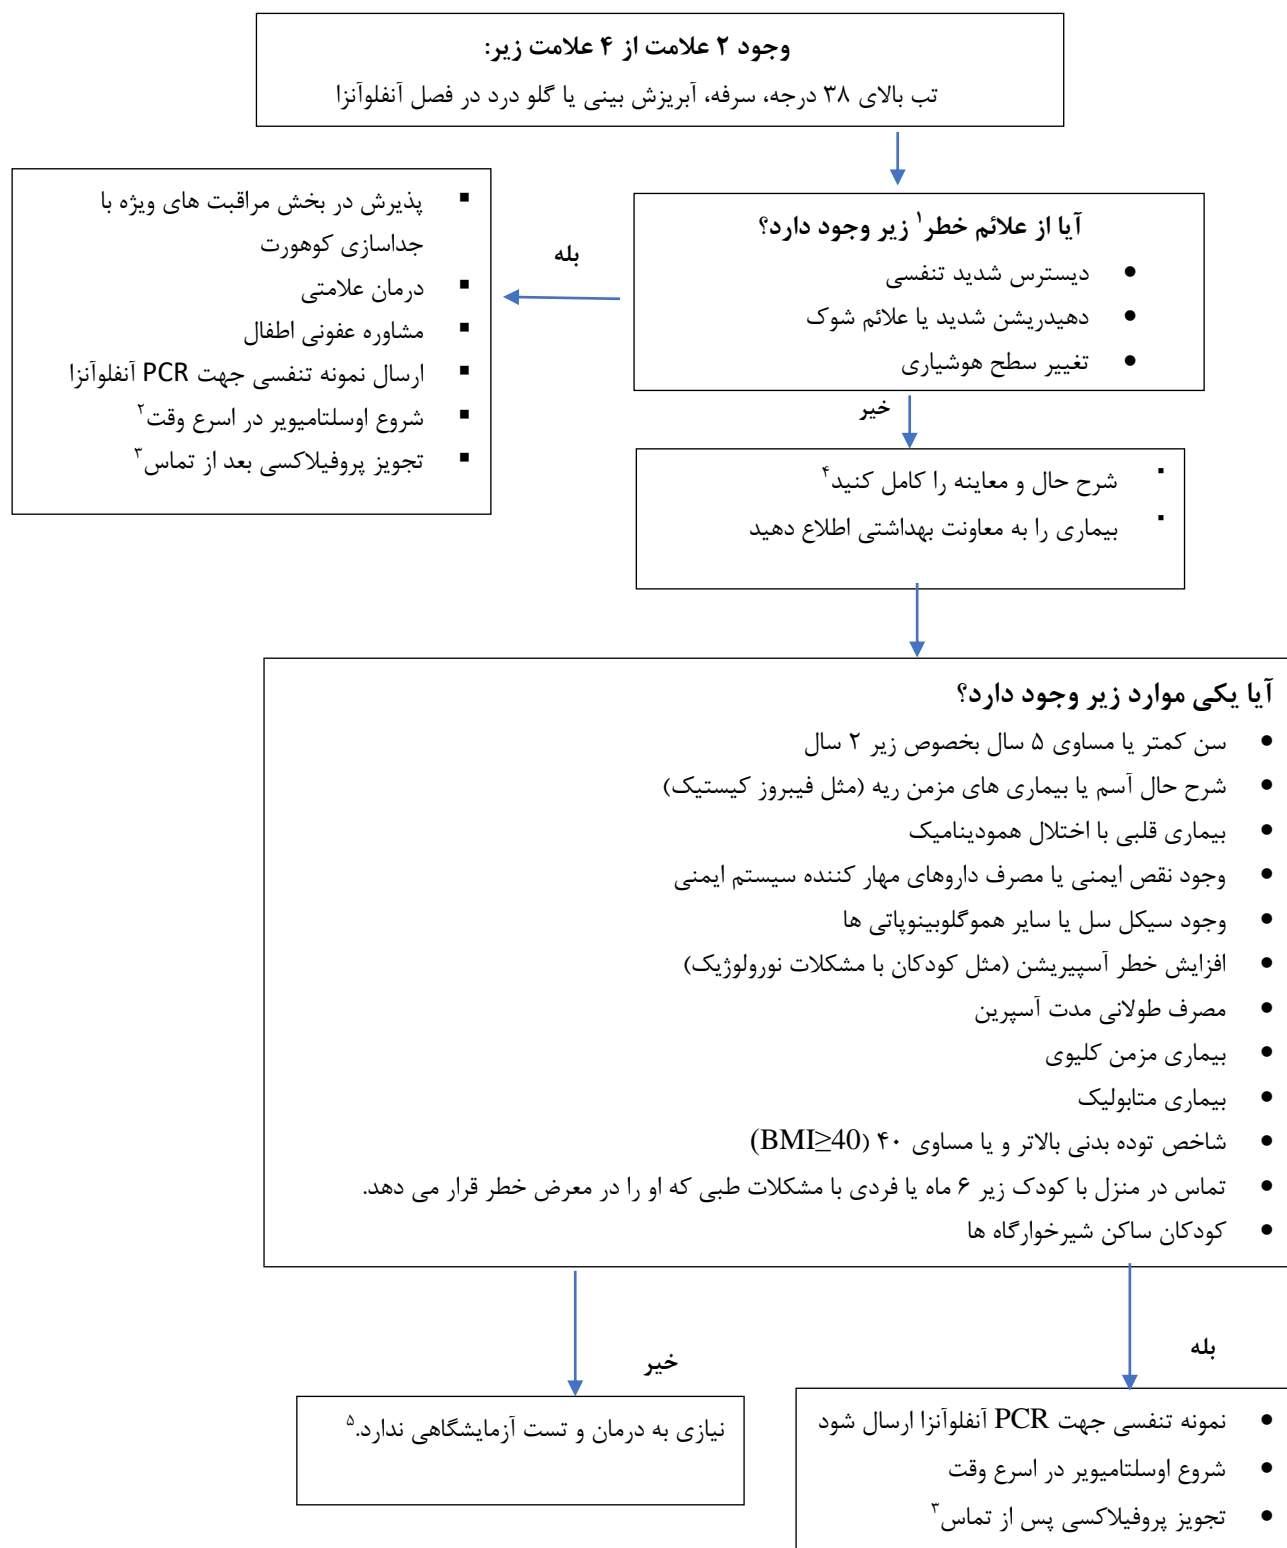 وجود ۲ علامت از ۴ علامت زیر:
تب بالای ۳۸ درجه، سرفه، آبریزش بینی یا گلو درد در فصل آنفلوآنزا
آیا از علائم خطر۱ زیر وجود دارد؟
● دیسترس شدید تنفسی
● دهیدریشن شدید یا علائم شوک
● تغییر سطح هوشیاری
بله
▪ پذیرش در بخش مراقبت های ویژه با
جداسازی کوهورت
▪ درمان علامتی
▪ مشاوره عفونی اطفال
▪ ارسال نمونه تنفسی جهت PCR آنفلوآنزا
▪ شروع اوسلتامیویر در اسرع وقت۲
▪ تجویز پروفیلاکسی بعد از تماس۳
خیر
▪ شرح حال و معاینه را کامل کنید۴
▪ بیماری را به معاونت بهداشتی اطلاع دهید
آیا یکی موارد زیر وجود دارد؟
● سن کمتر یا مساوی ۵ سال بخصوص زیر ۲ سال
● شرح حال آسم یا بیماری های مزمن ریه (مثل فیبروز کیستیک)
● بیماری قلبی با اختلال همودینامیک
● وجود نقص ایمنی یا مصرف داروهای مهار کننده سیستم ایمنی
● وجود سیکل سل یا سایر هموگلوبینوپاتی ها
● افزایش خطر آسپیریشن (مثل کودکان با مشکلات نورولوژیک)
● مصرف طولانی مدت آسپرین
● بیماری مزمن کلیوی
● بیماری متابولیک
● شاخص توده بدنی بالاتر و یا مساوی ۴۰ (BMI≥40)
● تماس در منزل با کودک زیر ۶ ماه یا فردی با مشکلات طبی که او را در معرض خطر قرار می دهد.
● کودکان ساکن شیرخوارگاه ها
بله
خیر
● نمونه تنفسی جهت PCR آنفلوآنزا ارسال شود
● شروع اوسلتامیویر در اسرع وقت
● تجویز پروفیلاکسی پس از تماس۳
نیازی به درمان و تست آزمایشگاهی ندارد.۵